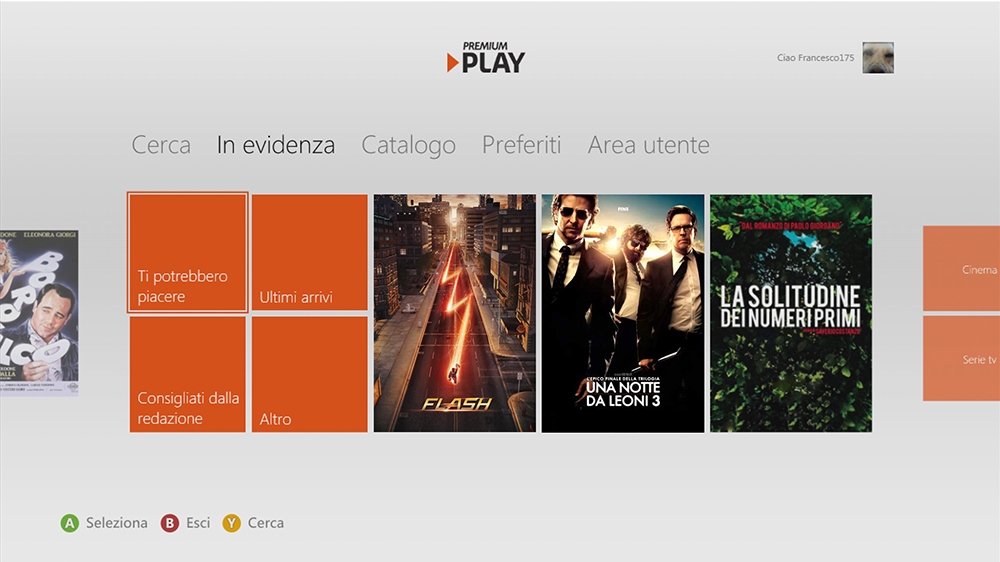 PREMIUM
PLAY
Ciao Francesco175
Cerca
In evidenza
Catalogo
Preferiti
Area utente
ELEONORA GIORGI
Ti potrebbero
piacere
Ultimi arrivi
Consigliati dalla
redazione
Altro
FLASH
L'EPICO FINALE DELLA TRILOGIA
UNA NOTTE
DA LEONI 3
DAL ROMANZO DI PAOLO GIORDANO
LA SOLITUDINE
DEI NUMERI PRIMI
Cinema
Serie tv
A Seleziona
B Esci
Y Cerca